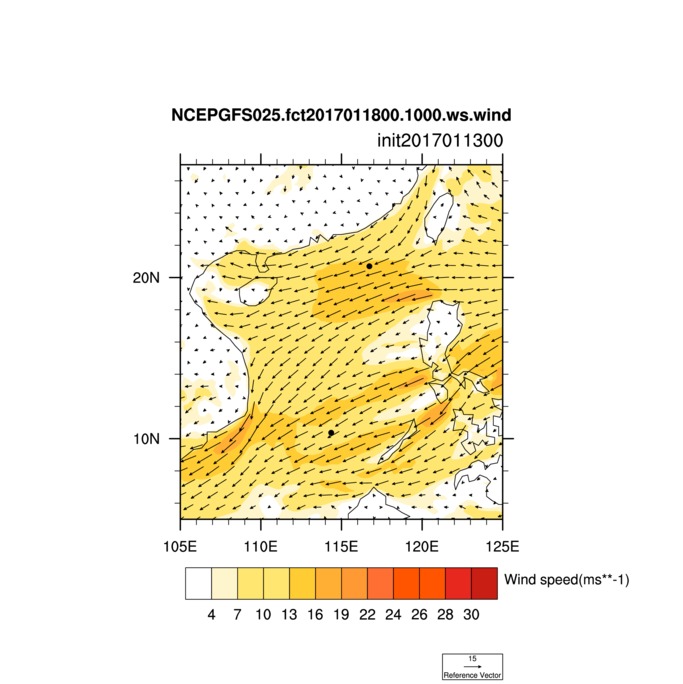 NCEPGFS025.fct2017011800.1000.ws.wind
init2017011300
20N
10N
105E 110E 115E 120E 125E
Wind speed(ms**-1)
4 7 10 13 16 19 22 24 26 28 30
15
Reference Vector